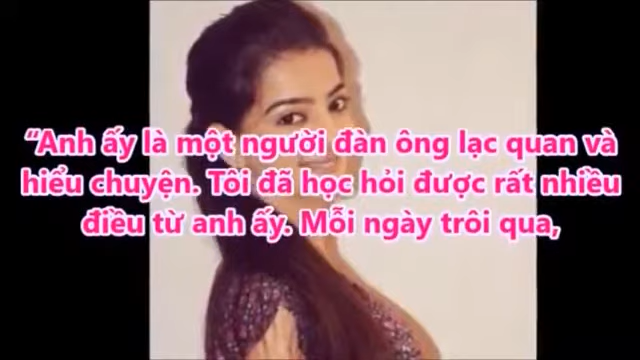 “Anh ấy là một người đàn ông lạc quan và
hiểu chuyện. Tôi đã học hỏi được rất nhiều
điều từ anh ấy. Mỗi ngày trôi qua,